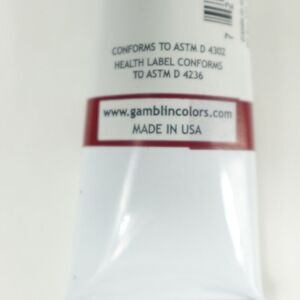 CONFORMS TO ASTM D 4302
HEALTH LABEL CONFORMS
TO ASTM D 4236
www.gamblincolors.com
MADE IN USA